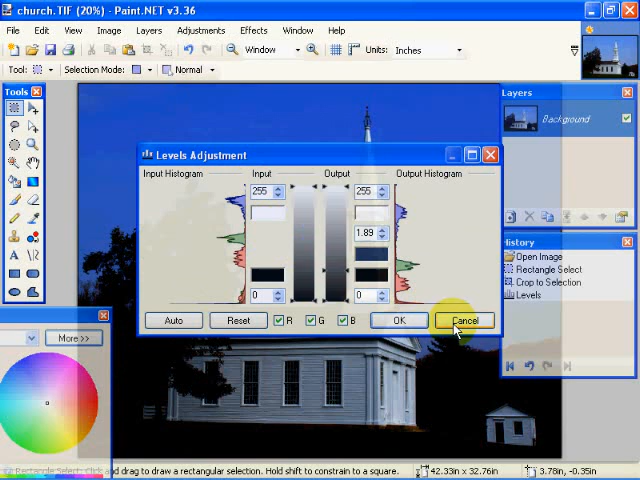 church.TIF (20%) - Paint.NET v3.36
File Edit View Image Layers Adjustments Effects Window Help
Window Units: Inches
Tool: Selection Mode: Normal
Tools
Layers
Background
Levels Adjustment
Input Histogram Input Output Output Histogram
255 255
1.89
0 0
Auto Reset R G B OK Cancel
History
Open Image
Rectangle Select
Crop to Selection
Levels
More >>
Rectangle Select: Click and drag to draw a rectangular selection. Hold shift to constrain to a square. 42.33in x 32.76in 3.78in, -0.35in